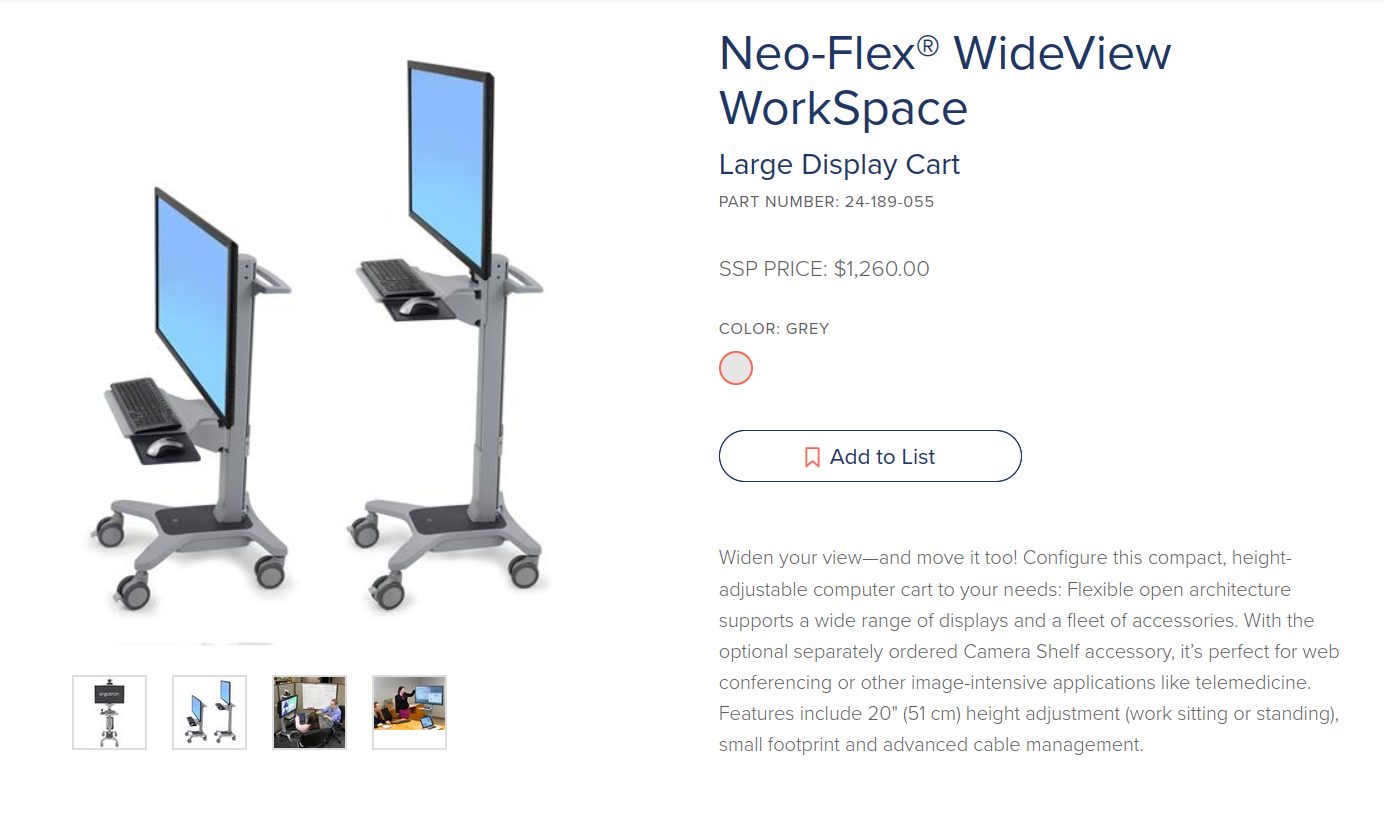 Neo-Flex® WideView
WorkSpace
Large Display Cart
PART NUMBER: 24-189-055
SSP PRICE: $1,260.00
COLOR: GREY
Add to List
Widen your view—and move it too! Configure this compact, height-
adjustable computer cart to your needs: Flexible open architecture
supports a wide range of displays and a fleet of accessories. With the
optional separately ordered Camera Shelf accessory, it’s perfect for web
conferencing or other image-intensive applications like telemedicine.
Features include 20" (51 cm) height adjustment (work sitting or standing),
small footprint and advanced cable management.